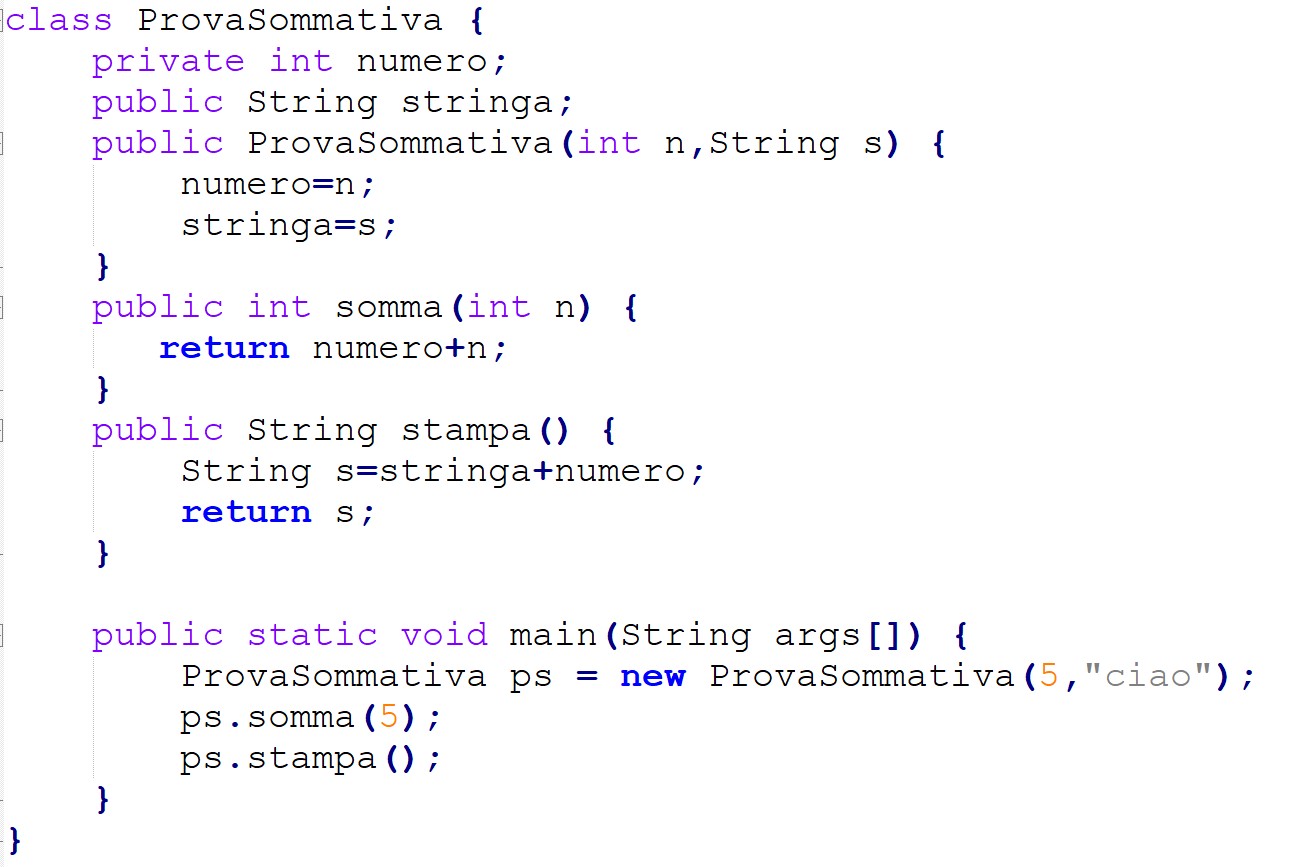 class ProvaSommativa {
private int numero;
public String stringa;
public ProvaSommativa(int n,String s) {
numero=n;
stringa=s;
}
public int somma(int n) {
return numero+n;
}
public String stampa() {
String s=stringa+numero;
return s;
}
public static void main(String args[]) {
ProvaSommativa ps = new ProvaSommativa(5,"ciao");
ps.somma(5);
ps.stampa();
}
}